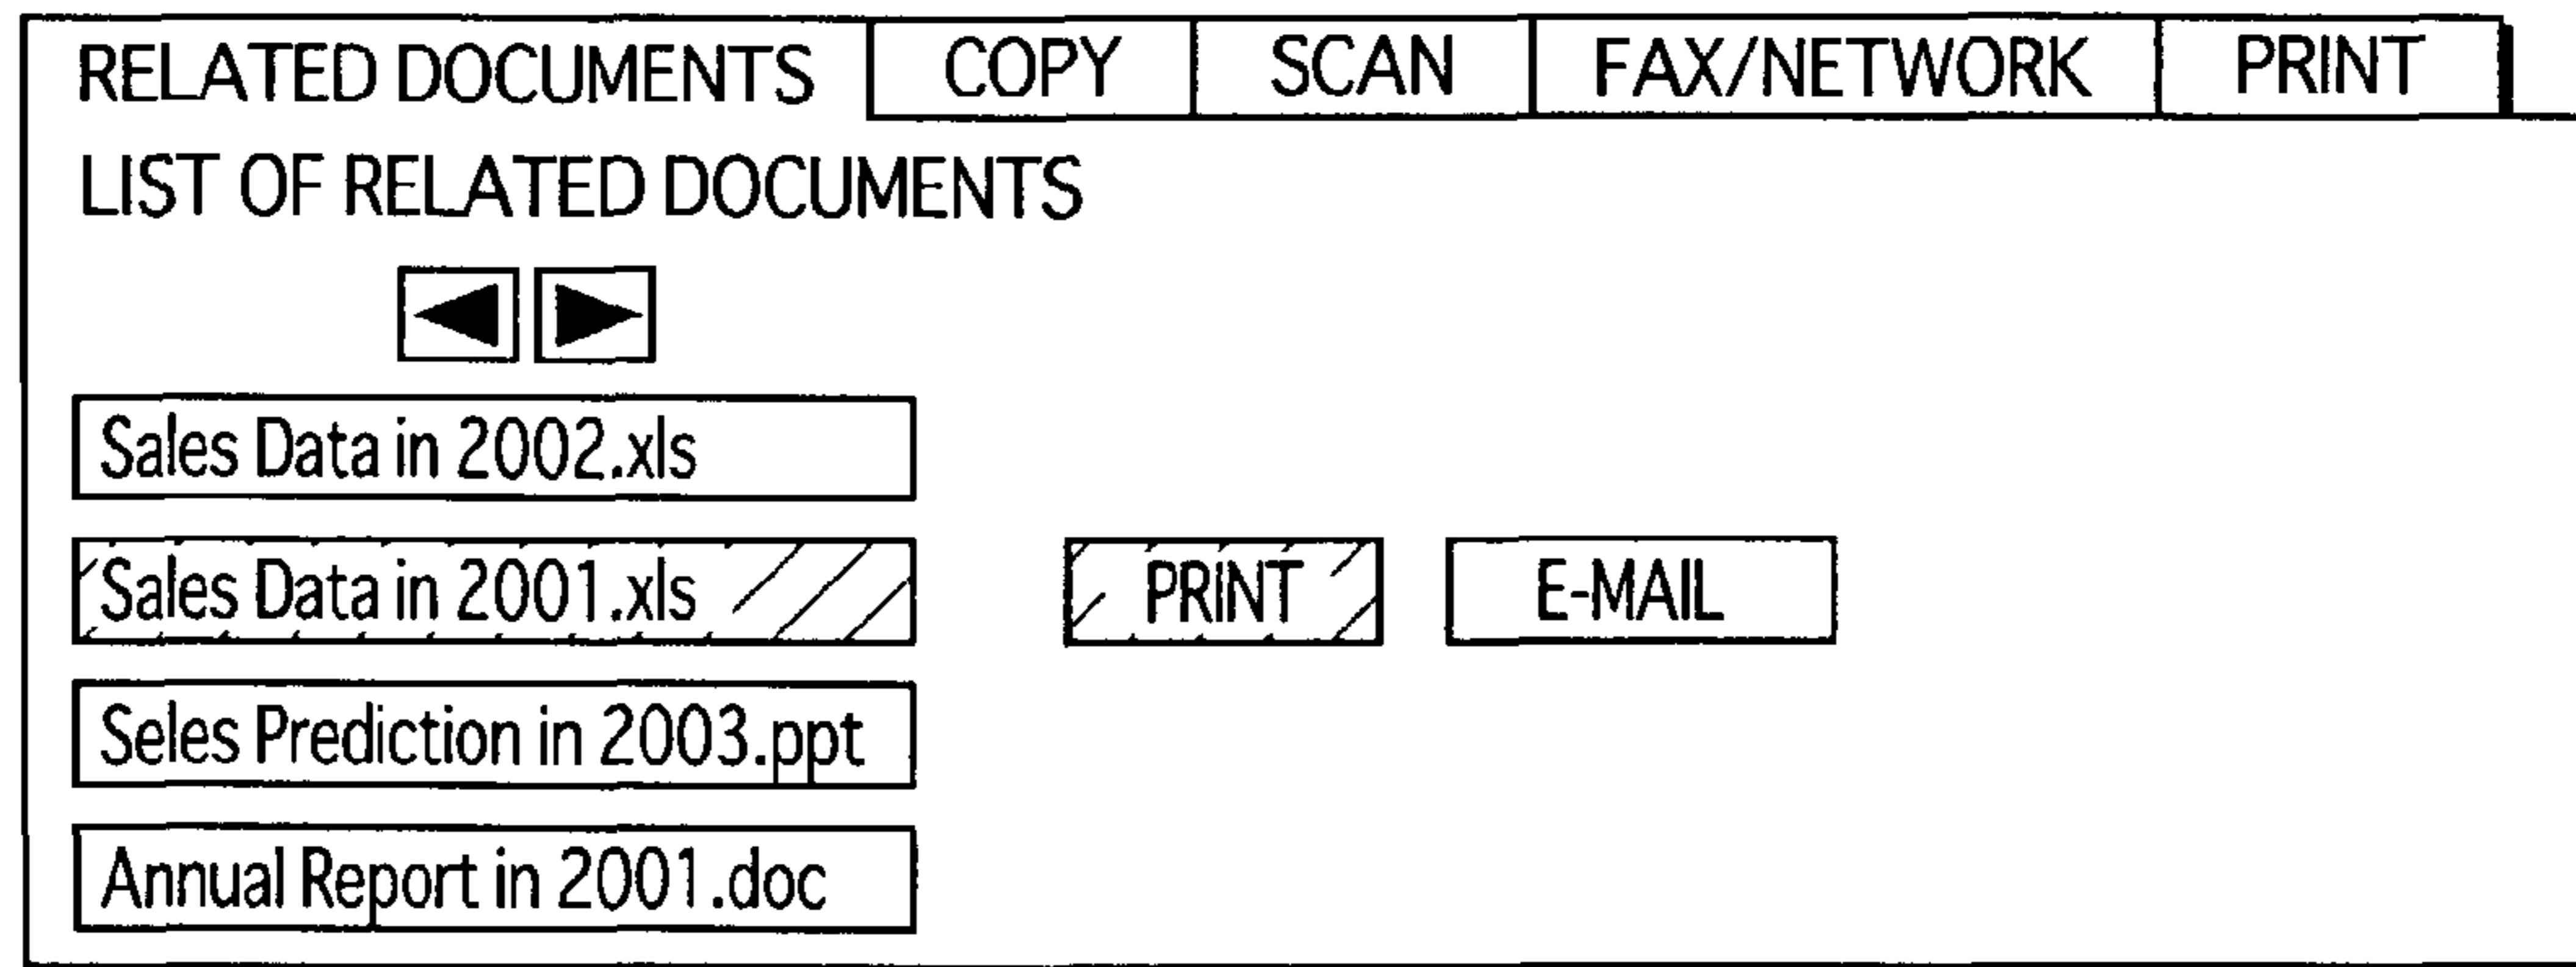 RELATED DOCUMENTS COPY SCAN FAX/NETWORK PRINT
LIST OF RELATED DOCUMENTS
Sales Data in 2002.xls
Sales Data in 2001.xls PRINT E-MAIL
Seles Prediction in 2003.ppt
Annual Report in 2001.doc